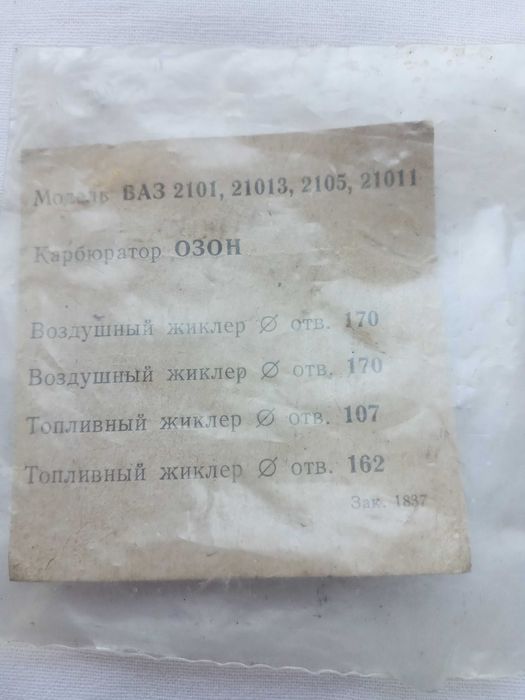 Модель ВАЗ 2101, 21013, 2105, 21011
Карбюратор ОЗОН
Воздушный жиклер ∅ отв. 170
Воздушный жиклер ∅ отв. 170
Топливный жиклер ∅ отв. 107
Топливный жиклер ∅ отв. 162
Зак. 1837